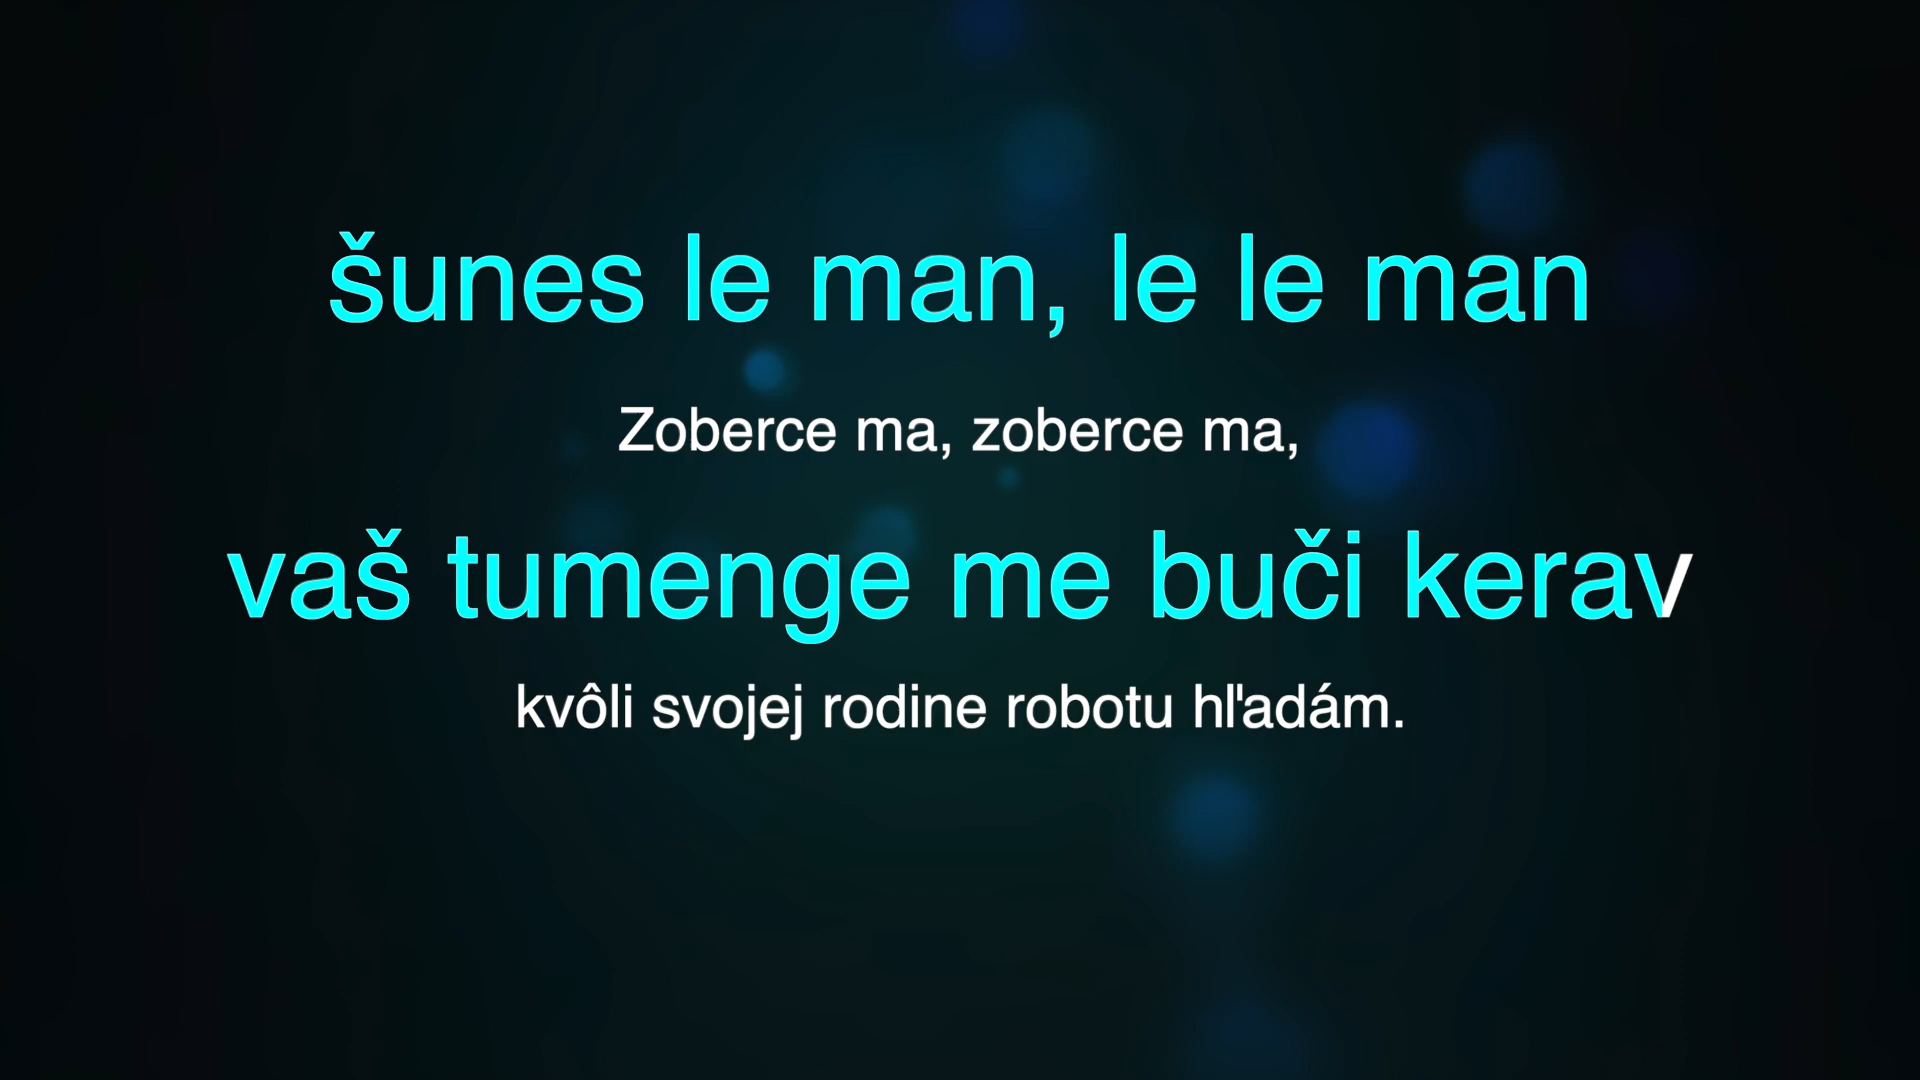 šunes le man, le le man
Zoberce ma, zoberce ma,
vaš tumenge me buči kerav
kvôli svojej rodine robotu hľadám.